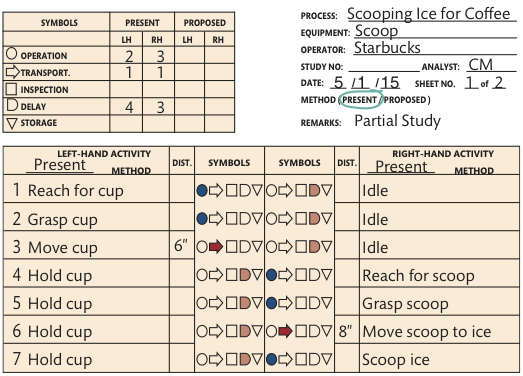 SYMBOLS PRESENT PROPOSED
LH RH LH RH
OPERATION 2 3
TRANSPORT. 1 1
INSPECTION
DELAY 4 3
STORAGE
PROCESS: Scooping Ice for Coffee
EQUIPMENT: Scoop
OPERATOR: Starbucks
STUDY NO: ANALYST: CM
DATE: 5 /1 /15 SHEET NO. 1 of 2
METHOD (PRESENT/PROPOSED)
REMARKS: Partial Study
LEFT-HAND ACTIVITY
Present METHOD
DIST.
SYMBOLS
SYMBOLS
DIST.
RIGHT-HAND ACTIVITY
Present METHOD
1 Reach for cup Idle
2 Grasp cup Idle
3 Move cup 6" Idle
4 Hold cup Reach for scoop
5 Hold cup Grasp scoop
6 Hold cup 8" Move scoop to ice
7 Hold cup Scoop ice